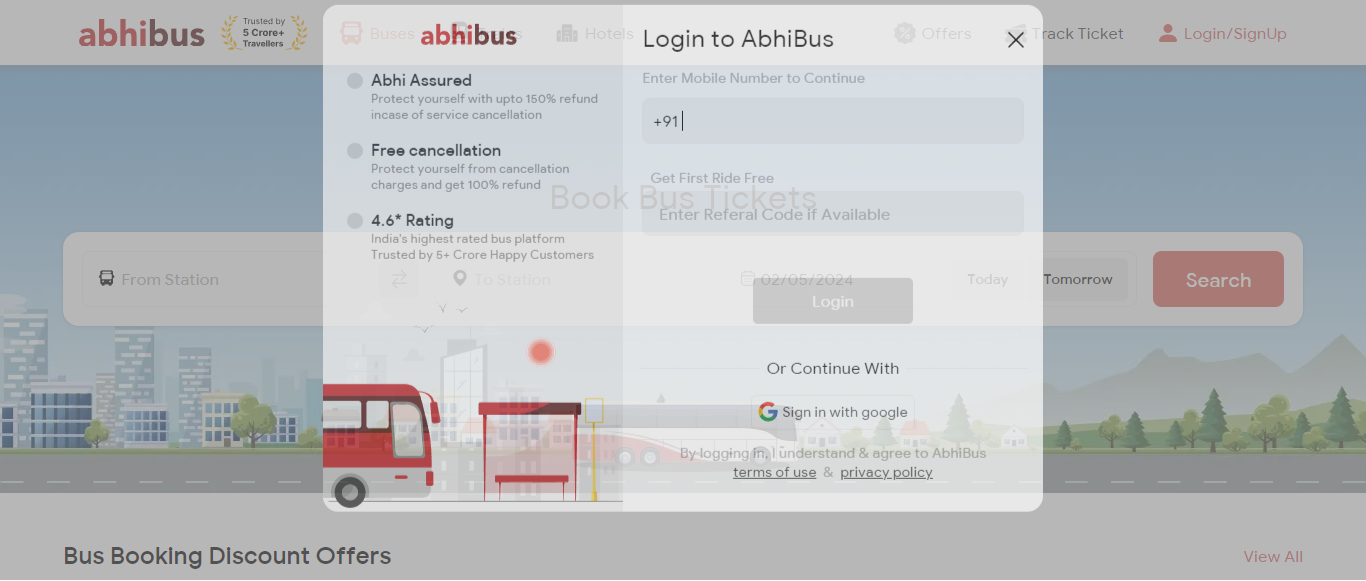 abhibus
Trusted by
5 Crore+
Travellers
Buses
Hotels
Offers
Track Ticket
Login/SignUp
abhibus
Abhi Assured
Protect yourself with upto 150% refund
incase of service cancellation
Free cancellation
Protect yourself from cancellation
charges and get 100% refund
4.6* Rating
India's highest rated bus platform
Trusted by 5+ Crore Happy Customers
Login to AbhiBus
Enter Mobile Number to Continue
+91
Get First Ride Free
Enter Referal Code if Available
Login
Or Continue With
Sign in with google
By logging in, I understand & agree to AbhiBus
terms of use & privacy policy
Book Bus Tickets
From Station
To Station
02/05/2024
Today
Tomorrow
Search
Bus Booking Discount Offers
View All